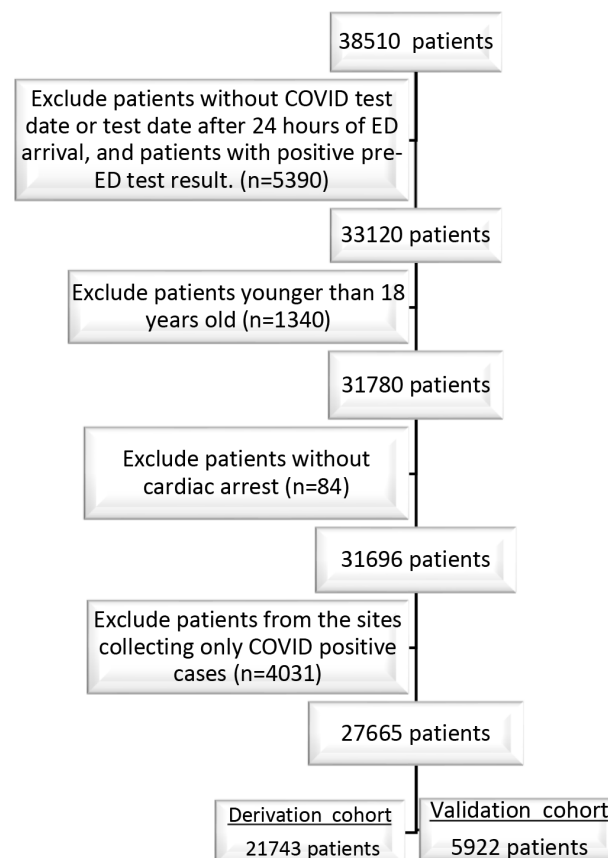 38510 patients
Exclude patients without COVID test
date or test date after 24 hours of ED
arrival, and patients with positive pre-
ED test result. (n=5390)
33120 patients
Exclude patients younger than 18
years old (n=1340)
31780 patients
Exclude patients without
cardiac arrest (n=84)
31696 patients
Exclude patients from the sites
collecting only COVID positive
cases (n=4031)
27665 patients
Derivation cohort
21743 patients
Validation cohort
5922 patients